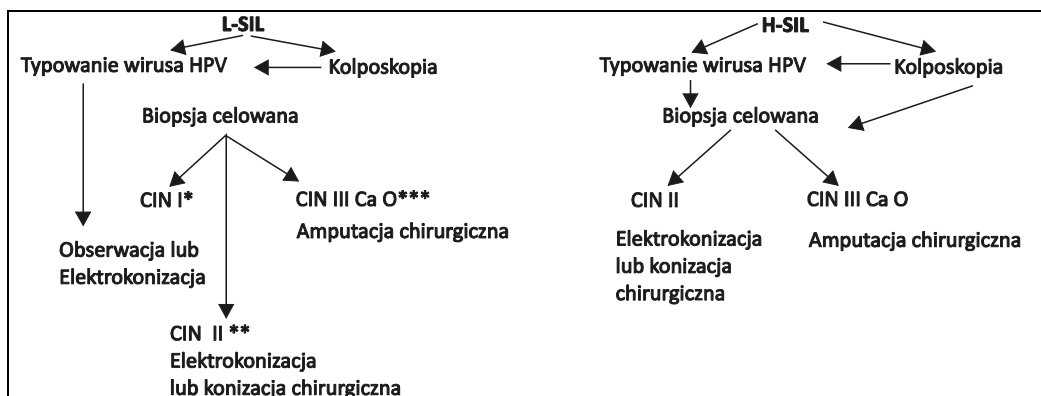 L-SIL
Typowanie wirusa HPV
Kolposkopia
Biopsja celowana
CIN I*
CIN III Ca O***
Amputacja chirurgiczna
Obserwacja lub
Elektrokonizacja
CIN II **
Elektrokonizacja
lub konizacja chirurgiczna
H-SIL
Typowanie wirusa HPV
Kolposkopia
Biopsja celowana
CIN II
CIN III Ca O
Elektrokonizacja
lub konizacja
chirurgiczna
Amputacja chirurgiczna